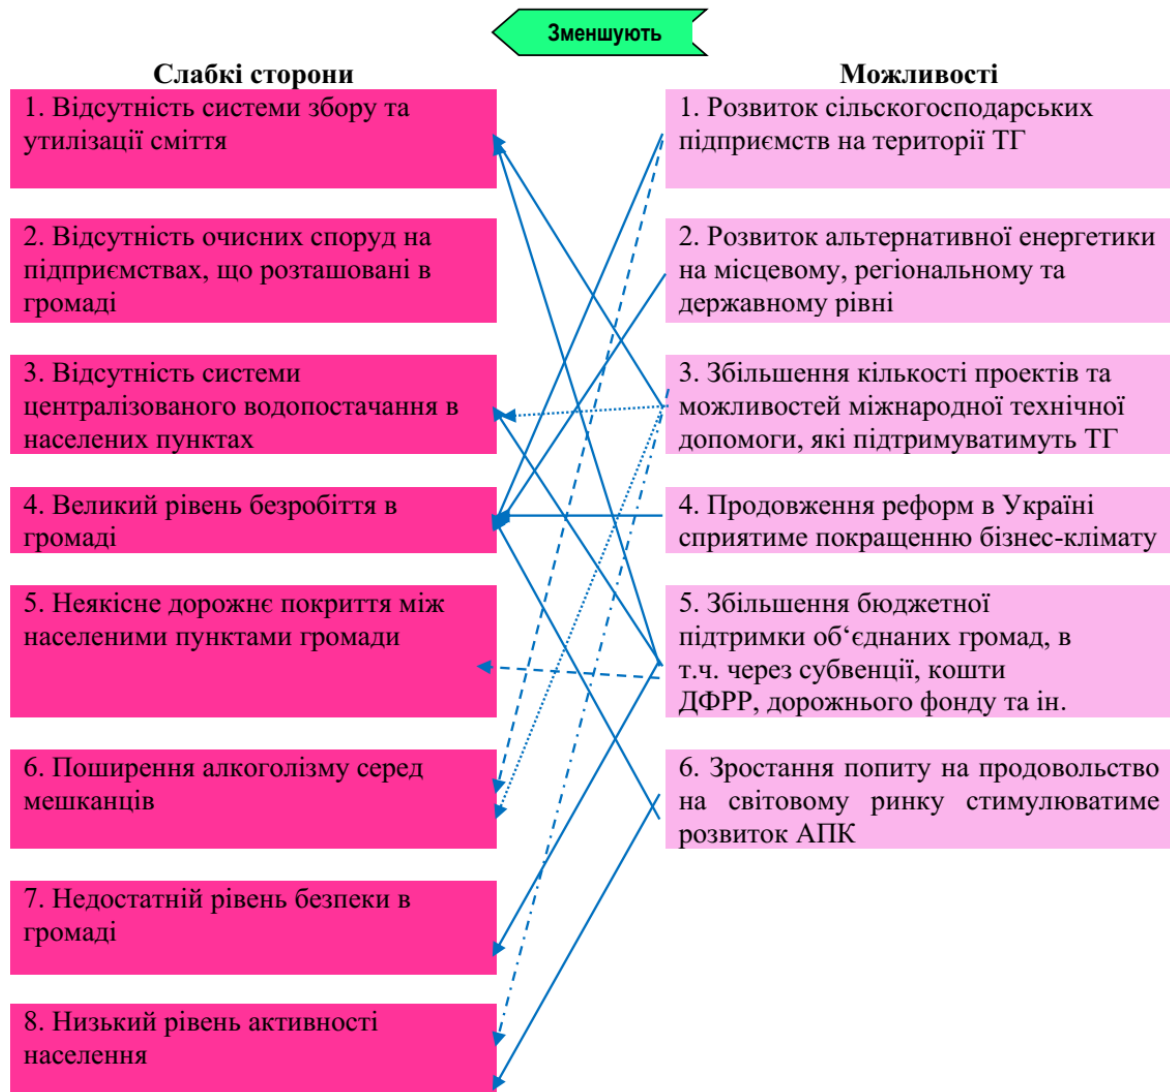 Зменшують
Слабкі сторони
1. Відсутність системи збору та
утилізації сміття
2. Відсутність очисних споруд на
підприємствах, що розташовані в
громаді
3. Відсутність системи
централізованого водопостачання в
населених пунктах
4. Великий рівень безробіття в
громаді
5. Неякісне дорожнє покриття між
населеними пунктами громади
6. Поширення алкоголізму серед
мешканців
7. Недостатній рівень безпеки в
громаді
8. Низький рівень активності
населення
Можливості
1. Розвиток сільскогосподарських
підприємств на території ТГ
2. Розвиток альтернативної енергетики
на місцевому, регіональному та
державному рівні
3. Збільшення кількості проектів та
можливостей міжнародної технічної
допомоги, які підтримуватимуть ТГ
4. Продовження реформ в Україні
сприятиме покращенню бізнес-клімату
5. Збільшення бюджетної
підтримки об‘єднаних громад, в
т.ч. через субвенції, кошти
ДФРР, дорожнього фонду та ін.
6. Зростання попиту на продовольство
на світовому ринку стимулюватиме
розвиток АПК